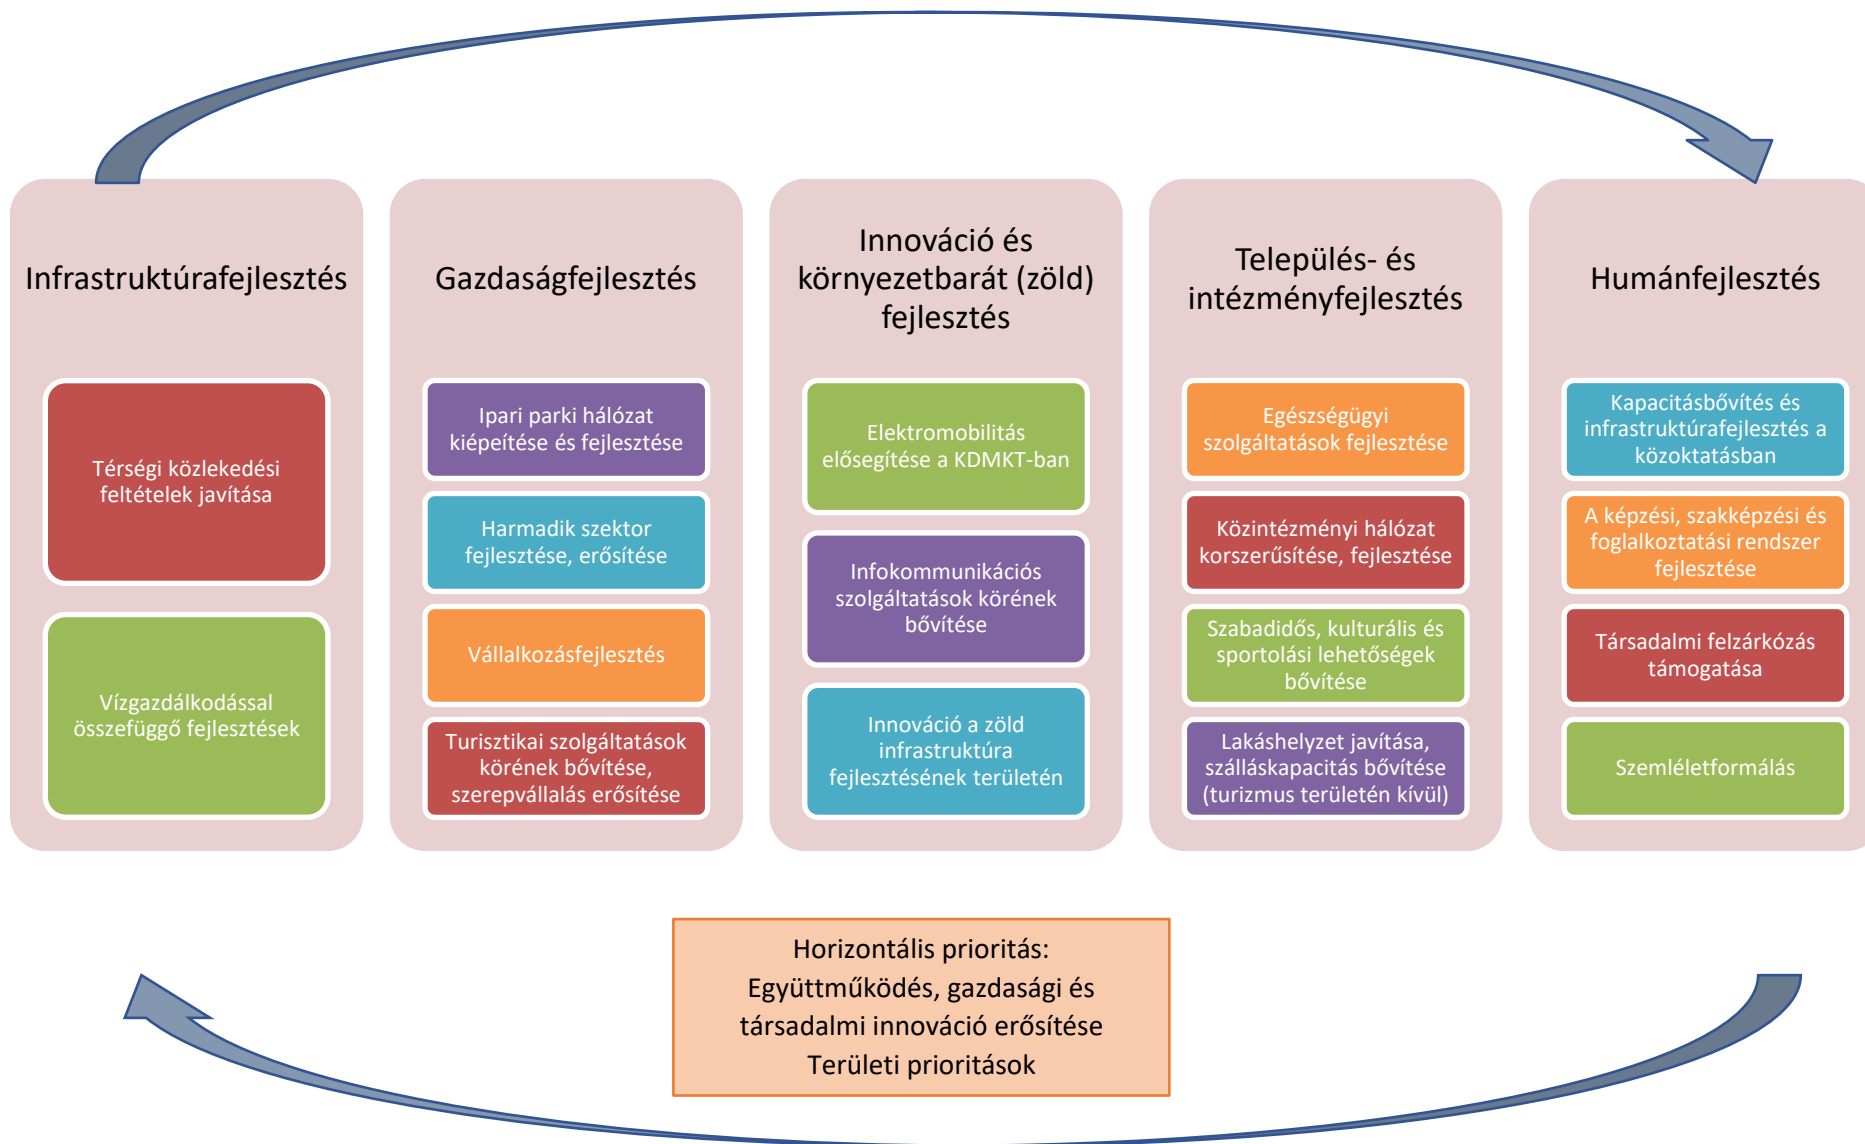 Infrastruktúrafejlesztés
Térségi közlekedési
feltételek javítása
Vízgazdálkodással
összefüggő fejlesztések
Gazdaságfejlesztés
Ipari parki hálózat
kiépeítése és fejlesztése
Harmadik szektor
fejlesztése, erősítése
Vállalkozásfejlesztés
Turisztikai szolgáltatások
körének bővítése,
szerepvállalás erősítése
Innováció és
környezetbarát (zöld)
fejlesztés
Elektromobilitás
elősegítése a KDMKT-ban
Infokommunikációs
szolgáltatások körének
bővítése
Innováció a zöld
infrastruktúra
fejlesztésének területén
Település- és
intézményfejlesztés
Egészségügyi
szolgáltatások fejlesztése
Közintézményi hálózat
korszerűsítése, fejlesztése
Szabadidős, kulturális és
sportolási lehetőségek
bővítése
Lakáshelyzet javítása,
szálláskapacitás bővítése
(turizmus területén kívül)
Humánfejlesztés
Kapacitásbővítés és
infrastruktúrafejlesztés a
közoktatásban
A képzési, szakképzési és
foglalkoztatási rendszer
fejlesztése
Társadalmi felzárkózás
támogatása
Szemléletformálás
Horizontális prioritás:
Együttműködés, gazdasági és
társadalmi innováció erősítése
Területi prioritások